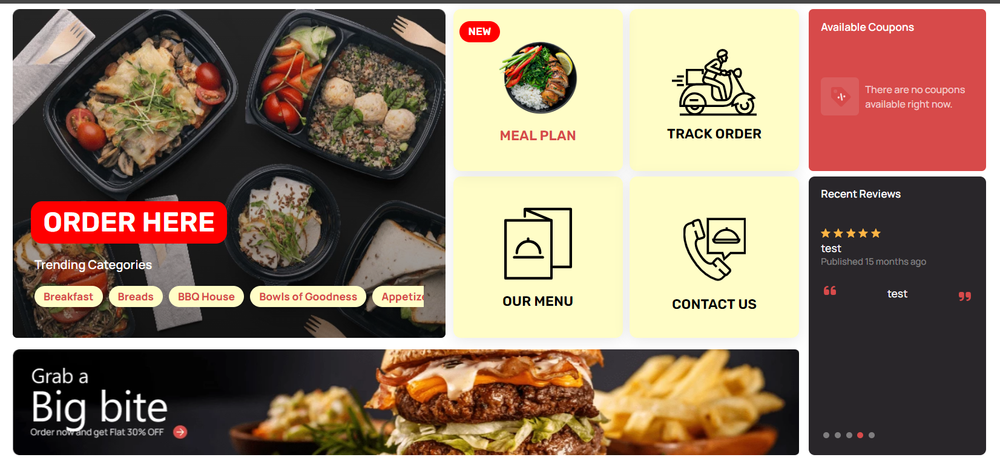 ORDER HERE
Trending Categories
Breakfast
Breads
BBQ House
Bowls of Goodness
Appetize
NEW
MEAL PLAN
TRACK ORDER
OUR MENU
CONTACT US
Available Coupons
There are no coupons
available right now.
Recent Reviews
test
Published 15 months ago
“ test ”
Grab a
Big bite
Order now and get Flat 30% OFF